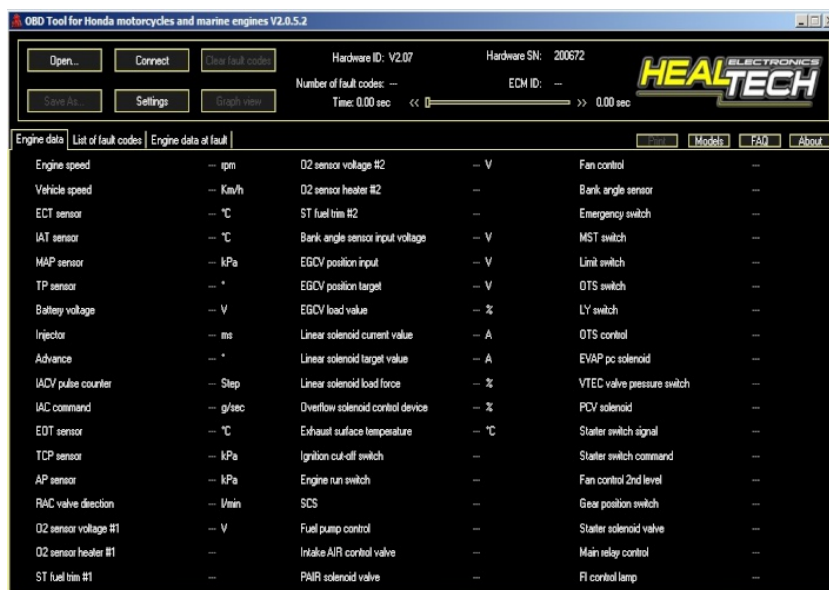 OBD Tool for Honda motorcycles and marine engines V2.0.5.2
Open... Connect Clear fault codes Hardware ID: V2.07 Hardware SN: 200672
Number of fault codes: --- ECM ID: ---
Save As... Settings Graph view Time: 0.00 sec << >> 0.00 sec
HEALTECH ELECTRONICS
Engine data List of fault codes Engine data at fault Print Models FAQ About
Engine speed --- rpm O2 sensor voltage #2 --- V Fan control ---
Vehicle speed --- Km/h O2 sensor heater #2 --- Bank angle sensor ---
ECT sensor --- °C ST fuel trim #2 --- Emergency switch ---
IAT sensor --- °C Bank angle sensor input voltage --- V MST switch ---
MAP sensor --- kPa EGCV position input --- V Limit switch ---
TP sensor --- ° EGCV position target --- V OTS switch ---
Battery voltage --- V EGCV load value --- % LY switch ---
Injector --- ms Linear solenoid current value --- A OTS control ---
Advance --- ° Linear solenoid target value --- A EVAP pc solenoid ---
IACV pulse counter --- Step Linear solenoid load force --- % VTEC valve pressure switch ---
IAC command --- g/sec Overflow solenoid control device --- % PCV solenoid ---
EOT sensor --- °C Exhaust surface temperature --- °C Starter switch signal ---
TCP sensor --- kPa Ignition cut-off switch --- Starter switch command ---
AP sensor --- kPa Engine run switch --- Fan control 2nd level ---
RAC valve direction --- l/min SCS --- Gear position switch ---
O2 sensor voltage #1 --- V Fuel pump control --- Starter solenoid valve ---
O2 sensor heater #1 --- Intake AIR control valve --- Main relay control ---
ST fuel trim #1 --- PAIR solenoid valve --- FI control lamp ---